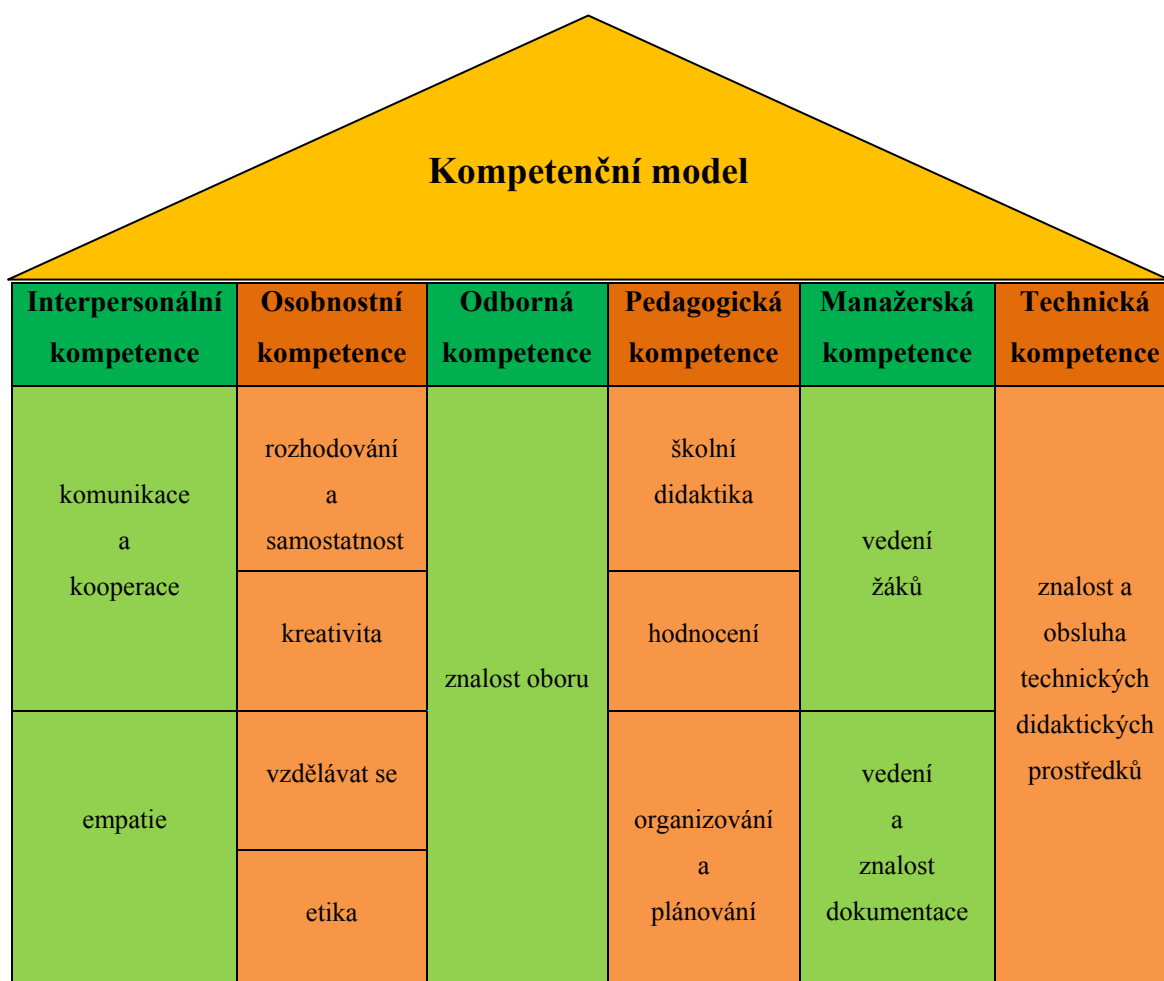 Kompetenční model
Interpersonální
kompetence
Osobnostní
kompetence
Odborná
kompetence
Pedagogická
kompetence
Manažerská
kompetence
Technická
kompetence
komunikace
a
kooperace
empatie
rozhodování
a
samostatnost
kreativita
vzdělávat se
etika
znalost oboru
školní
didaktika
hodnocení
organizování
a
plánování
vedení
žáků
vedení
a
znalost
dokumentace
znalost a
obsluha
technických
didaktických
prostředků